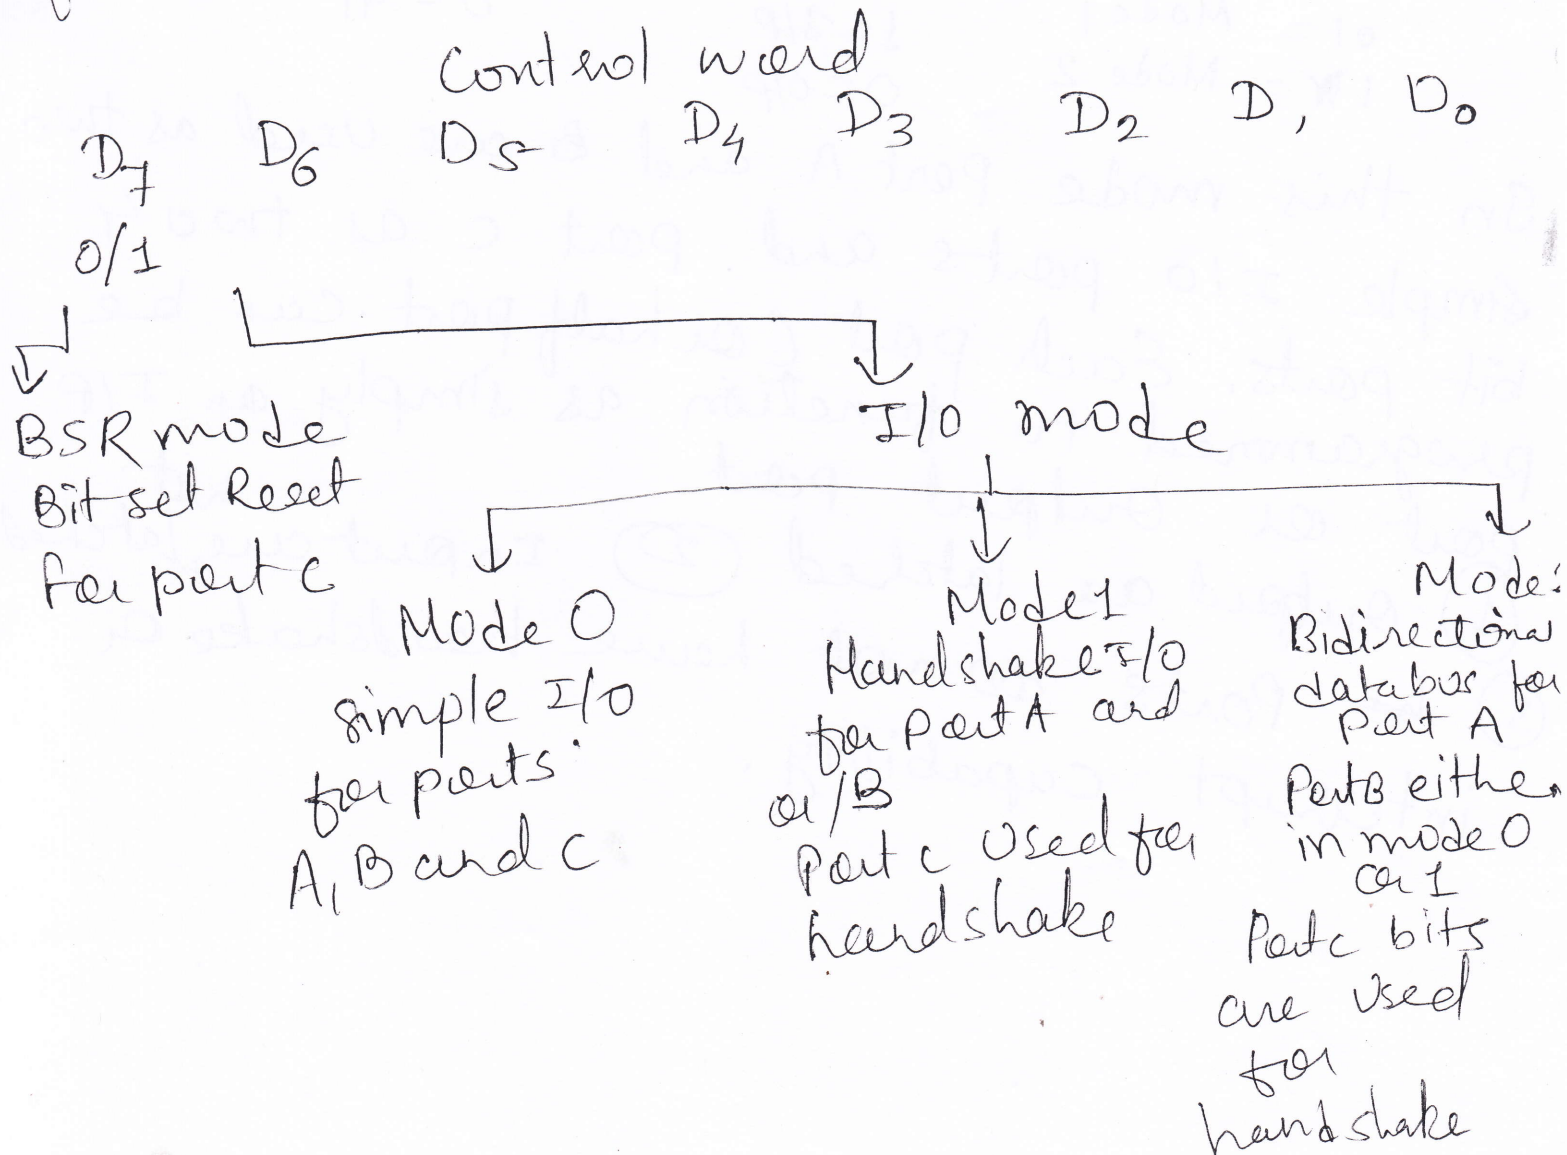 Control word
D7 D6 D5 D4 D3 D2 D1 D0
0/1
BSR mode
Bit set Reset
for port C
I/O mode
Mode 0
simple I/O
for ports
A, B and C
Mode 1
Handshake I/O
for Port A and
or/B
Port C Used for
handshake
Mode
Bidirectional
databus for
Port A
Port B either
in mode 0
or 1
Port C bits
are Used
for
handshake